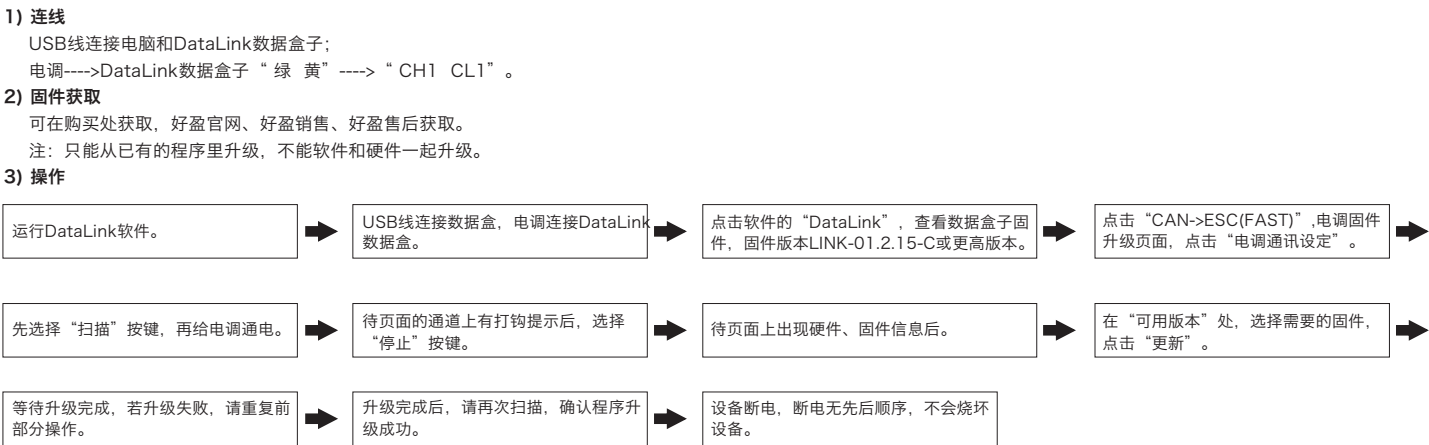 1) 连线
USB线连接电脑和DataLink数据盒子；
电调---->DataLink数据盒子“ 绿 黄”---->“ CH1 CL1”。
2) 固件获取
可在购买处获取，好盈官网、好盈销售、好盈售后获取。
注：只能从已有的程序里升级，不能软件和硬件一起升级。
3) 操作
运行DataLink软件。
USB线连接数据盒，电调连接DataLink
数据盒。
点击软件的“DataLink”，查看数据盒子固
件，固件版本LINK-01.2.15-C或更高版本。
点击“CAN->ESC(FAST)”,电调固件
升级页面，点击“电调通讯设定”。
先选择“扫描”按键，再给电调通电。
待页面的通道上有打钩提示后，选择
“停止”按键。
待页面上出现硬件、固件信息后。
在“可用版本”处，选择需要的固件，
点击“更新”。
等待升级完成，若升级失败，请重复前
部分操作。
升级完成后，请再次扫描，确认程序升
级成功。
设备断电，断电无先后顺序，不会烧坏
设备。